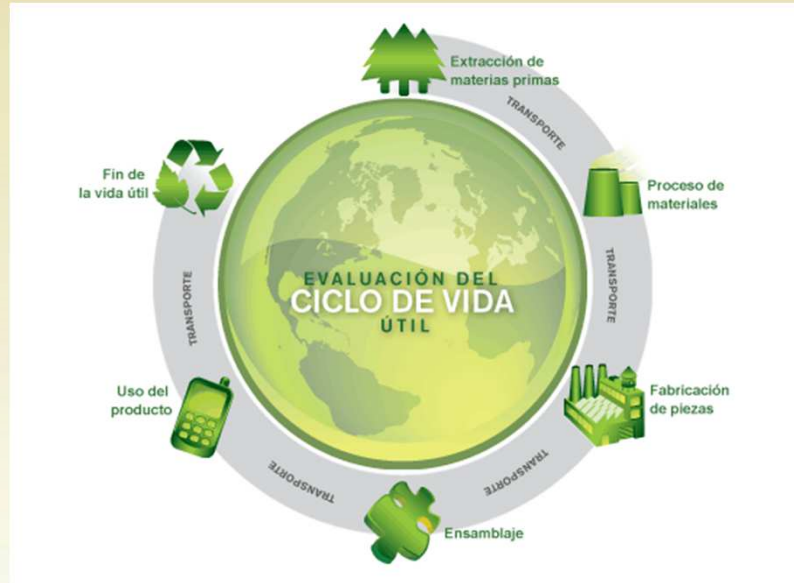 Extracción de
materias primas
TRANSPORTE
Proceso de
materiales
TRANSPORTE
Fabricación
de piezas
TRANSPORTE
Ensamblaje
TRANSPORTE
Uso del
producto
TRANSPORTE
Fin de
la vida útil
EVALUACIÓN DEL
CICLO DE VIDA
ÚTIL